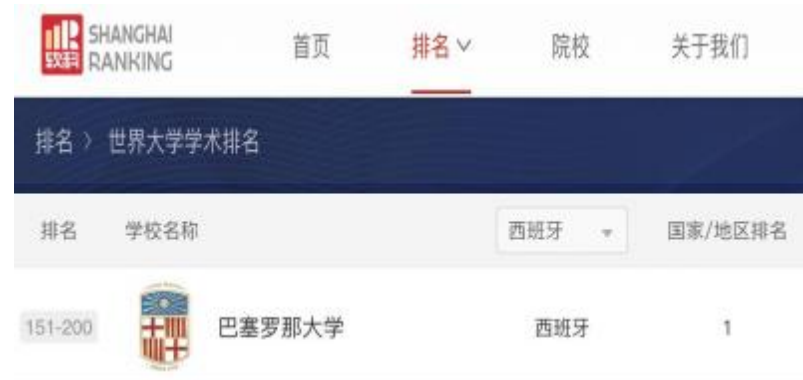 软科 SHANGHAI RANKING 首页 排名 院校 关于我们
排名 〉 世界大学学术排名
排名 学校名称 西班牙 国家/地区排名
151-200 巴塞罗那大学 西班牙 1